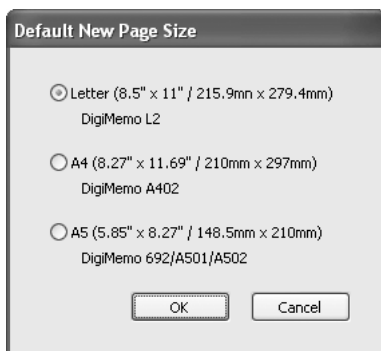 Default New Page Size
Letter (8.5" x 11" / 215.9mn x 279.4mm)
DigiMemo L2
A4 (8.27" x 11.69" / 210mm x 297mm)
DigiMemo A402
A5 (5.85" x 8.27" / 148.5mm x 210mm)
DigiMemo 692/A501/A502
OK
Cancel